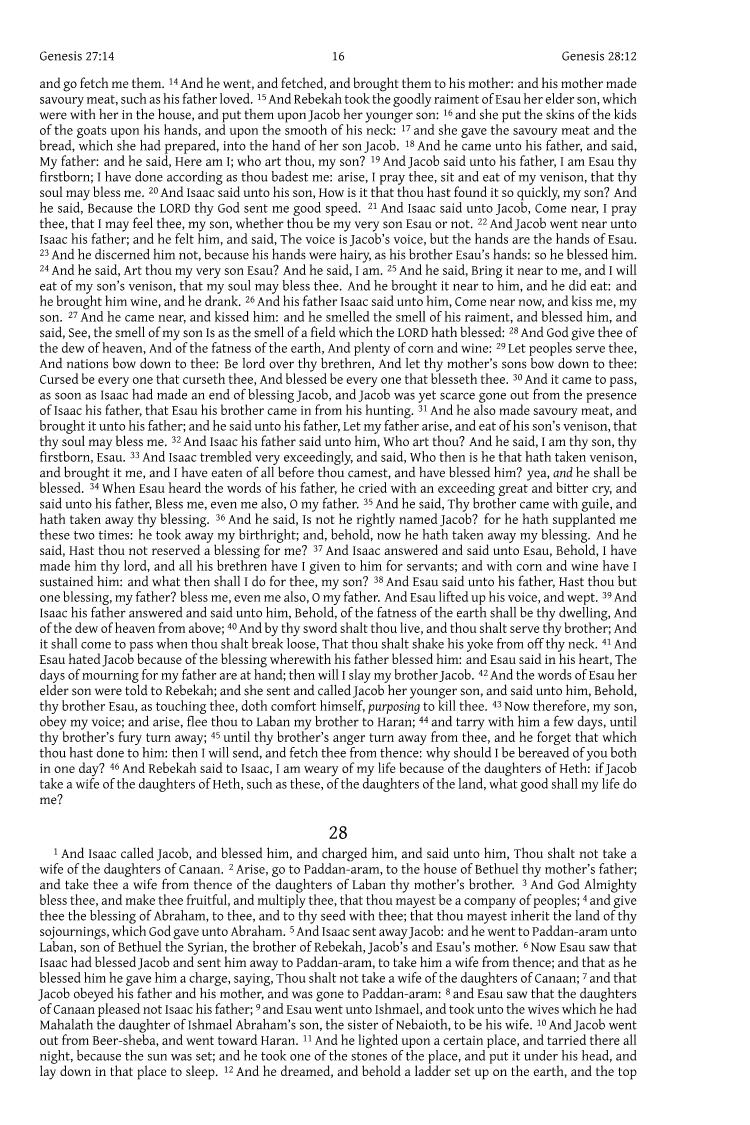 Genesis 27:14 16 Genesis 28:12
and go fetch me them. 14 And he went, and fetched, and brought them to his mother: and his mother made
savoury meat, such as his father loved. 15 And Rebekah took the goodly raiment of Esau her elder son, which
were with her in the house, and put them upon Jacob her younger son: 16 and she put the skins of the kids
of the goats upon his hands, and upon the smooth of his neck: 17 and she gave the savoury meat and the
bread, which she had prepared, into the hand of her son Jacob. 18 And he came unto his father, and said,
My father: and he said, Here am I; who art thou, my son? 19 And Jacob said unto his father, I am Esau thy
firstborn; I have done according as thou badest me: arise, I pray thee, sit and eat of my venison, that thy
soul may bless me. 20 And Isaac said unto his son, How is it that thou hast found it so quickly, my son? And
he said, Because the LORD thy God sent me good speed. 21 And Isaac said unto Jacob, Come near, I pray
thee, that I may feel thee, my son, whether thou be my very son Esau or not. 22 And Jacob went near unto
Isaac his father; and he felt him, and said, The voice is Jacob's voice, but the hands are the hands of Esau.
23 And he discerned him not, because his hands were hairy, as his brother Esau's hands: so he blessed him.
24 And he said, Art thou my very son Esau? And he said, I am. 25 And he said, Bring it near to me, and I will
eat of my son's venison, that my soul may bless thee. And he brought it near to him, and he did eat: and
he brought him wine, and he drank. 26 And his father Isaac said unto him, Come near now, and kiss me, my
son. 27 And he came near, and kissed him: and he smelled the smell of his raiment, and blessed him, and
said, See, the smell of my son Is as the smell of a field which the LORD hath blessed: 28 And God give thee of
the dew of heaven, And of the fatness of the earth, And plenty of corn and wine: 29 Let peoples serve thee,
And nations bow down to thee: Be lord over thy brethren, And let thy mother's sons bow down to thee:
Cursed be every one that curseth thee, And blessed be every one that blesseth thee. 30 And it came to pass,
as soon as Isaac had made an end of blessing Jacob, and Jacob was yet scarce gone out from the presence
of Isaac his father, that Esau his brother came in from his hunting. 31 And he also made savoury meat, and
brought it unto his father; and he said unto his father, Let my father arise, and eat of his son's venison, that
thy soul may bless me. 32 And Isaac his father said unto him, Who art thou? And he said, I am thy son, thy
firstborn, Esau. 33 And Isaac trembled very exceedingly, and said, Who then is he that hath taken venison,
and brought it me, and I have eaten of all before thou camest, and have blessed him? yea, and he shall be
blessed. 34 When Esau heard the words of his father, he cried with an exceeding great and bitter cry, and
said unto his father, Bless me, even me also, O my father. 35 And he said, Thy brother came with guile, and
hath taken away thy blessing. 36 And he said, Is not he rightly named Jacob? for he hath supplanted me
these two times: he took away my birthright; and, behold, now he hath taken away my blessing. And he
said, Hast thou not reserved a blessing for me? 37 And Isaac answered and said unto Esau, Behold, I have
made him thy lord, and all his brethren have I given to him for servants; and with corn and wine have I
sustained him: and what then shall I do for thee, my son? 38 And Esau said unto his father, Hast thou but
one blessing, my father? bless me, even me also, O my father. And Esau lifted up his voice, and wept. 39 And
Isaac his father answered and said unto him, Behold, of the fatness of the earth shall be thy dwelling, And
of the dew of heaven from above; 40 And by thy sword shalt thou live, and thou shalt serve thy brother; And
it shall come to pass when thou shalt break loose, That thou shalt shake his yoke from off thy neck. 41 And
Esau hated Jacob because of the blessing wherewith his father blessed him: and Esau said in his heart, The
days of mourning for my father are at hand; then will I slay my brother Jacob. 42 And the words of Esau her
elder son were told to Rebekah; and she sent and called Jacob her younger son, and said unto him, Behold,
thy brother Esau, as touching thee, doth comfort himself, purposing to kill thee. 43 Now therefore, my son,
obey my voice; and arise, flee thou to Laban my brother to Haran; 44 and tarry with him a few days, until
thy brother's fury turn away; 45 until thy brother's anger turn away from thee, and he forget that which
thou hast done to him: then I will send, and fetch thee from thence: why should I be bereaved of you both
in one day? 46 And Rebekah said to Isaac, I am weary of my life because of the daughters of Heth: if Jacob
take a wife of the daughters of Heth, such as these, of the daughters of the land, what good shall my life do
me?
28
1 And Isaac called Jacob, and blessed him, and charged him, and said unto him, Thou shalt not take a
wife of the daughters of Canaan. 2 Arise, go to Paddan-aram, to the house of Bethuel thy mother's father;
and take thee a wife from thence of the daughters of Laban thy mother's brother. 3 And God Almighty
bless thee, and make thee fruitful, and multiply thee, that thou mayest be a company of peoples; 4 and give
thee the blessing of Abraham, to thee, and to thy seed with thee; that thou mayest inherit the land of thy
sojournings, which God gave unto Abraham. 5 And Isaac sent away Jacob: and he went to Paddan-aram unto
Laban, son of Bethuel the Syrian, the brother of Rebekah, Jacob's and Esau's mother. 6 Now Esau saw that
Isaac had blessed Jacob and sent him away to Paddan-aram, to take him a wife from thence; and that as he
blessed him he gave him a charge, saying, Thou shalt not take a wife of the daughters of Canaan; 7 and that
Jacob obeyed his father and his mother, and was gone to Paddan-aram: 8 and Esau saw that the daughters
of Canaan pleased not Isaac his father; 9 and Esau went unto Ishmael, and took unto the wives which he had
Mahalath the daughter of Ishmael Abraham's son, the sister of Nebaioth, to be his wife. 10 And Jacob went
out from Beer-sheba, and went toward Haran. 11 And he lighted upon a certain place, and tarried there all
night, because the sun was set; and he took one of the stones of the place, and put it under his head, and
lay down in that place to sleep. 12 And he dreamed, and behold a ladder set up on the earth, and the top